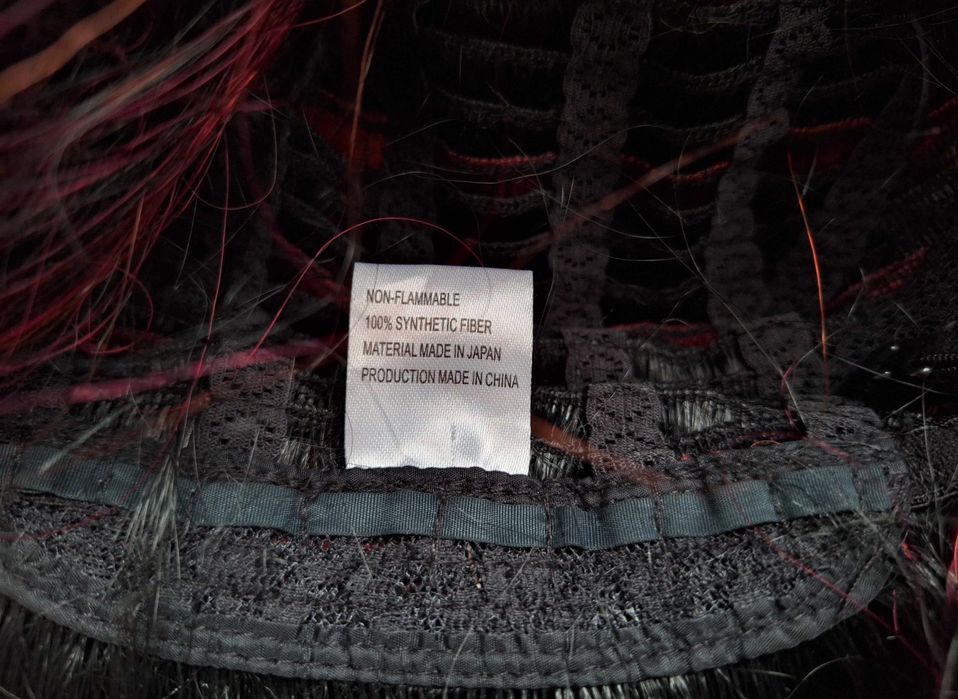 NON-FLAMMABLE
100% SYNTHETIC FIBER
MATERIAL MADE IN JAPAN
PRODUCTION MADE IN CHINA